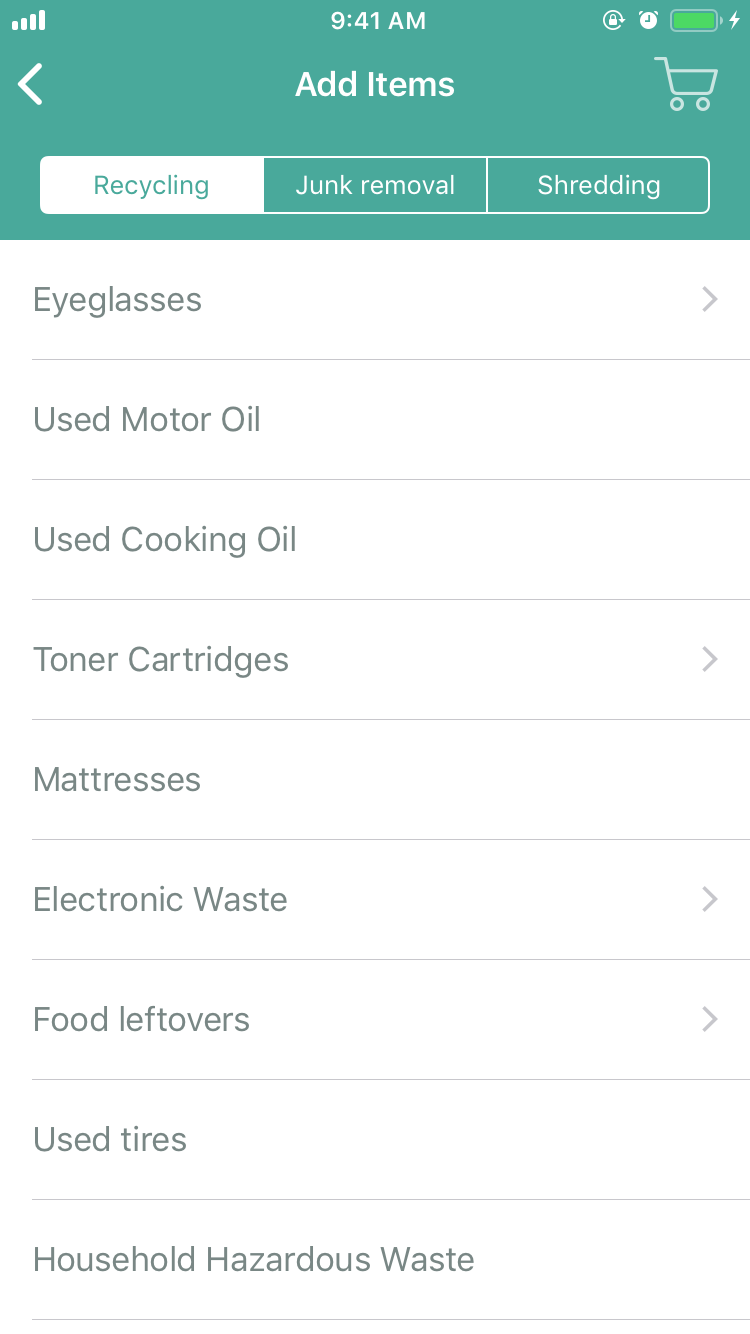 9:41 AM
Add Items
Recycling
Junk removal
Shredding
Eyeglasses
Used Motor Oil
Used Cooking Oil
Toner Cartridges
Mattresses
Electronic Waste
Food leftovers
Used tires
Household Hazardous Waste